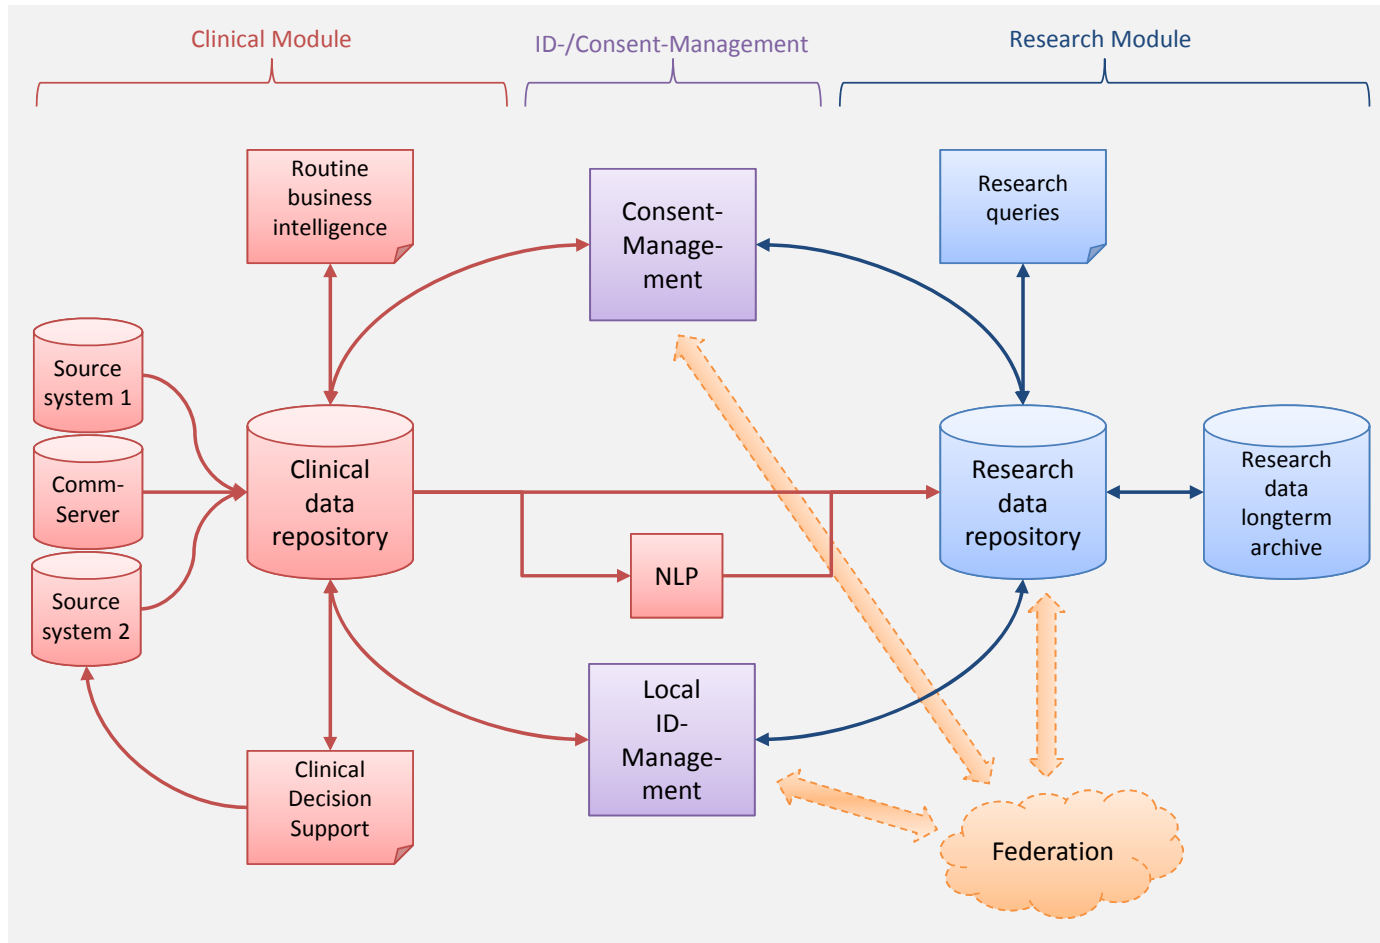 Clinical Module
ID-/Consent-Management
Research Module
Routine
business
intelligence
Consent-
Manage-
ment
Research
queries
Source
system 1
Comm-
Server
Source
system 2
Clinical
data
repository
NLP
Research
data
repository
Research
data
longterm
archive
Local
ID-
Manage-
ment
Clinical
Decision
Support
Federation